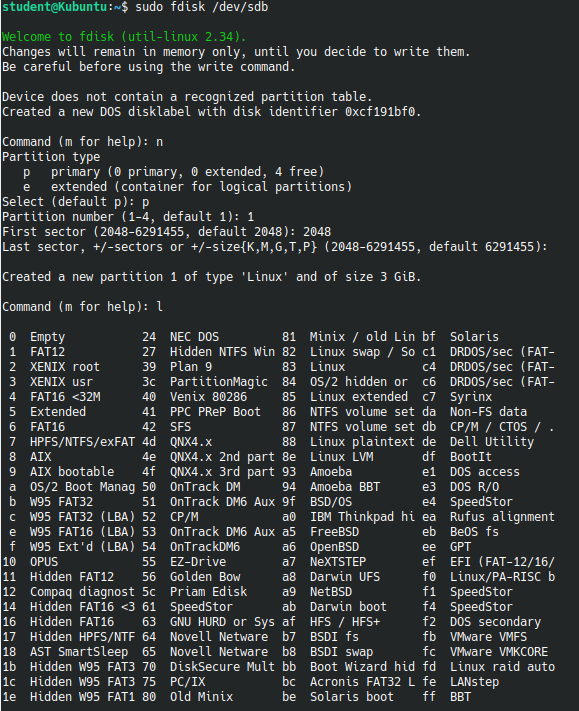 student@Kubuntu:~$ sudo fdisk /dev/sdb
Welcome to fdisk (util-linux 2.34).
Changes will remain in memory only, until you decide to write them.
Be careful before using the write command.
Device does not contain a recognized partition table.
Created a new DOS disklabel with disk identifier 0xcf191bf0.
Command (m for help): n
Partition type
p primary (0 primary, 0 extended, 4 free)
e extended (container for logical partitions)
Select (default p): p
Partition number (1-4, default 1): 1
First sector (2048-6291455, default 2048): 2048
Last sector, +/-sectors or +/-size{K,M,G,T,P} (2048-6291455, default 6291455):
Created a new partition 1 of type 'Linux' and of size 3 GiB.
Command (m for help): l
0 Empty 24 NEC DOS 81 Minix / old Lin bf Solaris
1 FAT12 27 Hidden NTFS Win 82 Linux swap / So c1 DRDOS/sec (FAT-
2 XENIX root 39 Plan 9 83 Linux c4 DRDOS/sec (FAT-
3 XENIX usr 3c PartitionMagic 84 OS/2 hidden or c6 DRDOS/sec (FAT-
4 FAT16 <32M 40 Venix 80286 85 Linux extended c7 Syrinx
5 Extended 41 PPC PReP Boot 86 NTFS volume set da Non-FS data
6 FAT16 42 SFS 87 NTFS volume set db CP/M / CTOS / .
7 HPFS/NTFS/exFAT 4d QNX4.x 88 Linux plaintext de Dell Utility
8 AIX 4e QNX4.x 2nd part 8e Linux LVM df BootIt
9 AIX bootable 4f QNX4.x 3rd part 93 Amoeba e1 DOS access
a OS/2 Boot Manag 50 OnTrack DM 94 Amoeba BBT e3 DOS R/O
b W95 FAT32 51 OnTrack DM6 Aux 9f BSD/OS e4 SpeedStor
c W95 FAT32 (LBA) 52 CP/M a0 IBM Thinkpad hi ea Rufus alignment
e W95 FAT16 (LBA) 53 OnTrack DM6 Aux a5 FreeBSD eb BeOS fs
f W95 Ext'd (LBA) 54 OnTrackDM6 a6 OpenBSD ee GPT
10 OPUS 55 EZ-Drive a7 NeXTSTEP ef EFI (FAT-12/16/
11 Hidden FAT12 56 Golden Bow a8 Darwin UFS f0 Linux/PA-RISC b
12 Compaq diagnost 5c Priam Edisk a9 NetBSD f1 SpeedStor
14 Hidden FAT16 <3 61 SpeedStor ab Darwin boot f4 SpeedStor
16 Hidden FAT16 63 GNU HURD or Sys af HFS / HFS+ f2 DOS secondary
17 Hidden HPFS/NTF 64 Novell Netware b7 BSDI fs fb VMware VMFS
18 AST SmartSleep 65 Novell Netware b8 BSDI swap fc VMware VMKCORE
1b Hidden W95 FAT3 70 DiskSecure Mult bb Boot Wizard hid fd Linux raid auto
1c Hidden W95 FAT3 75 PC/IX bc Acronis FAT32 L fe LANstep
1e Hidden W95 FAT1 80 Old Minix be Solaris boot ff BBT